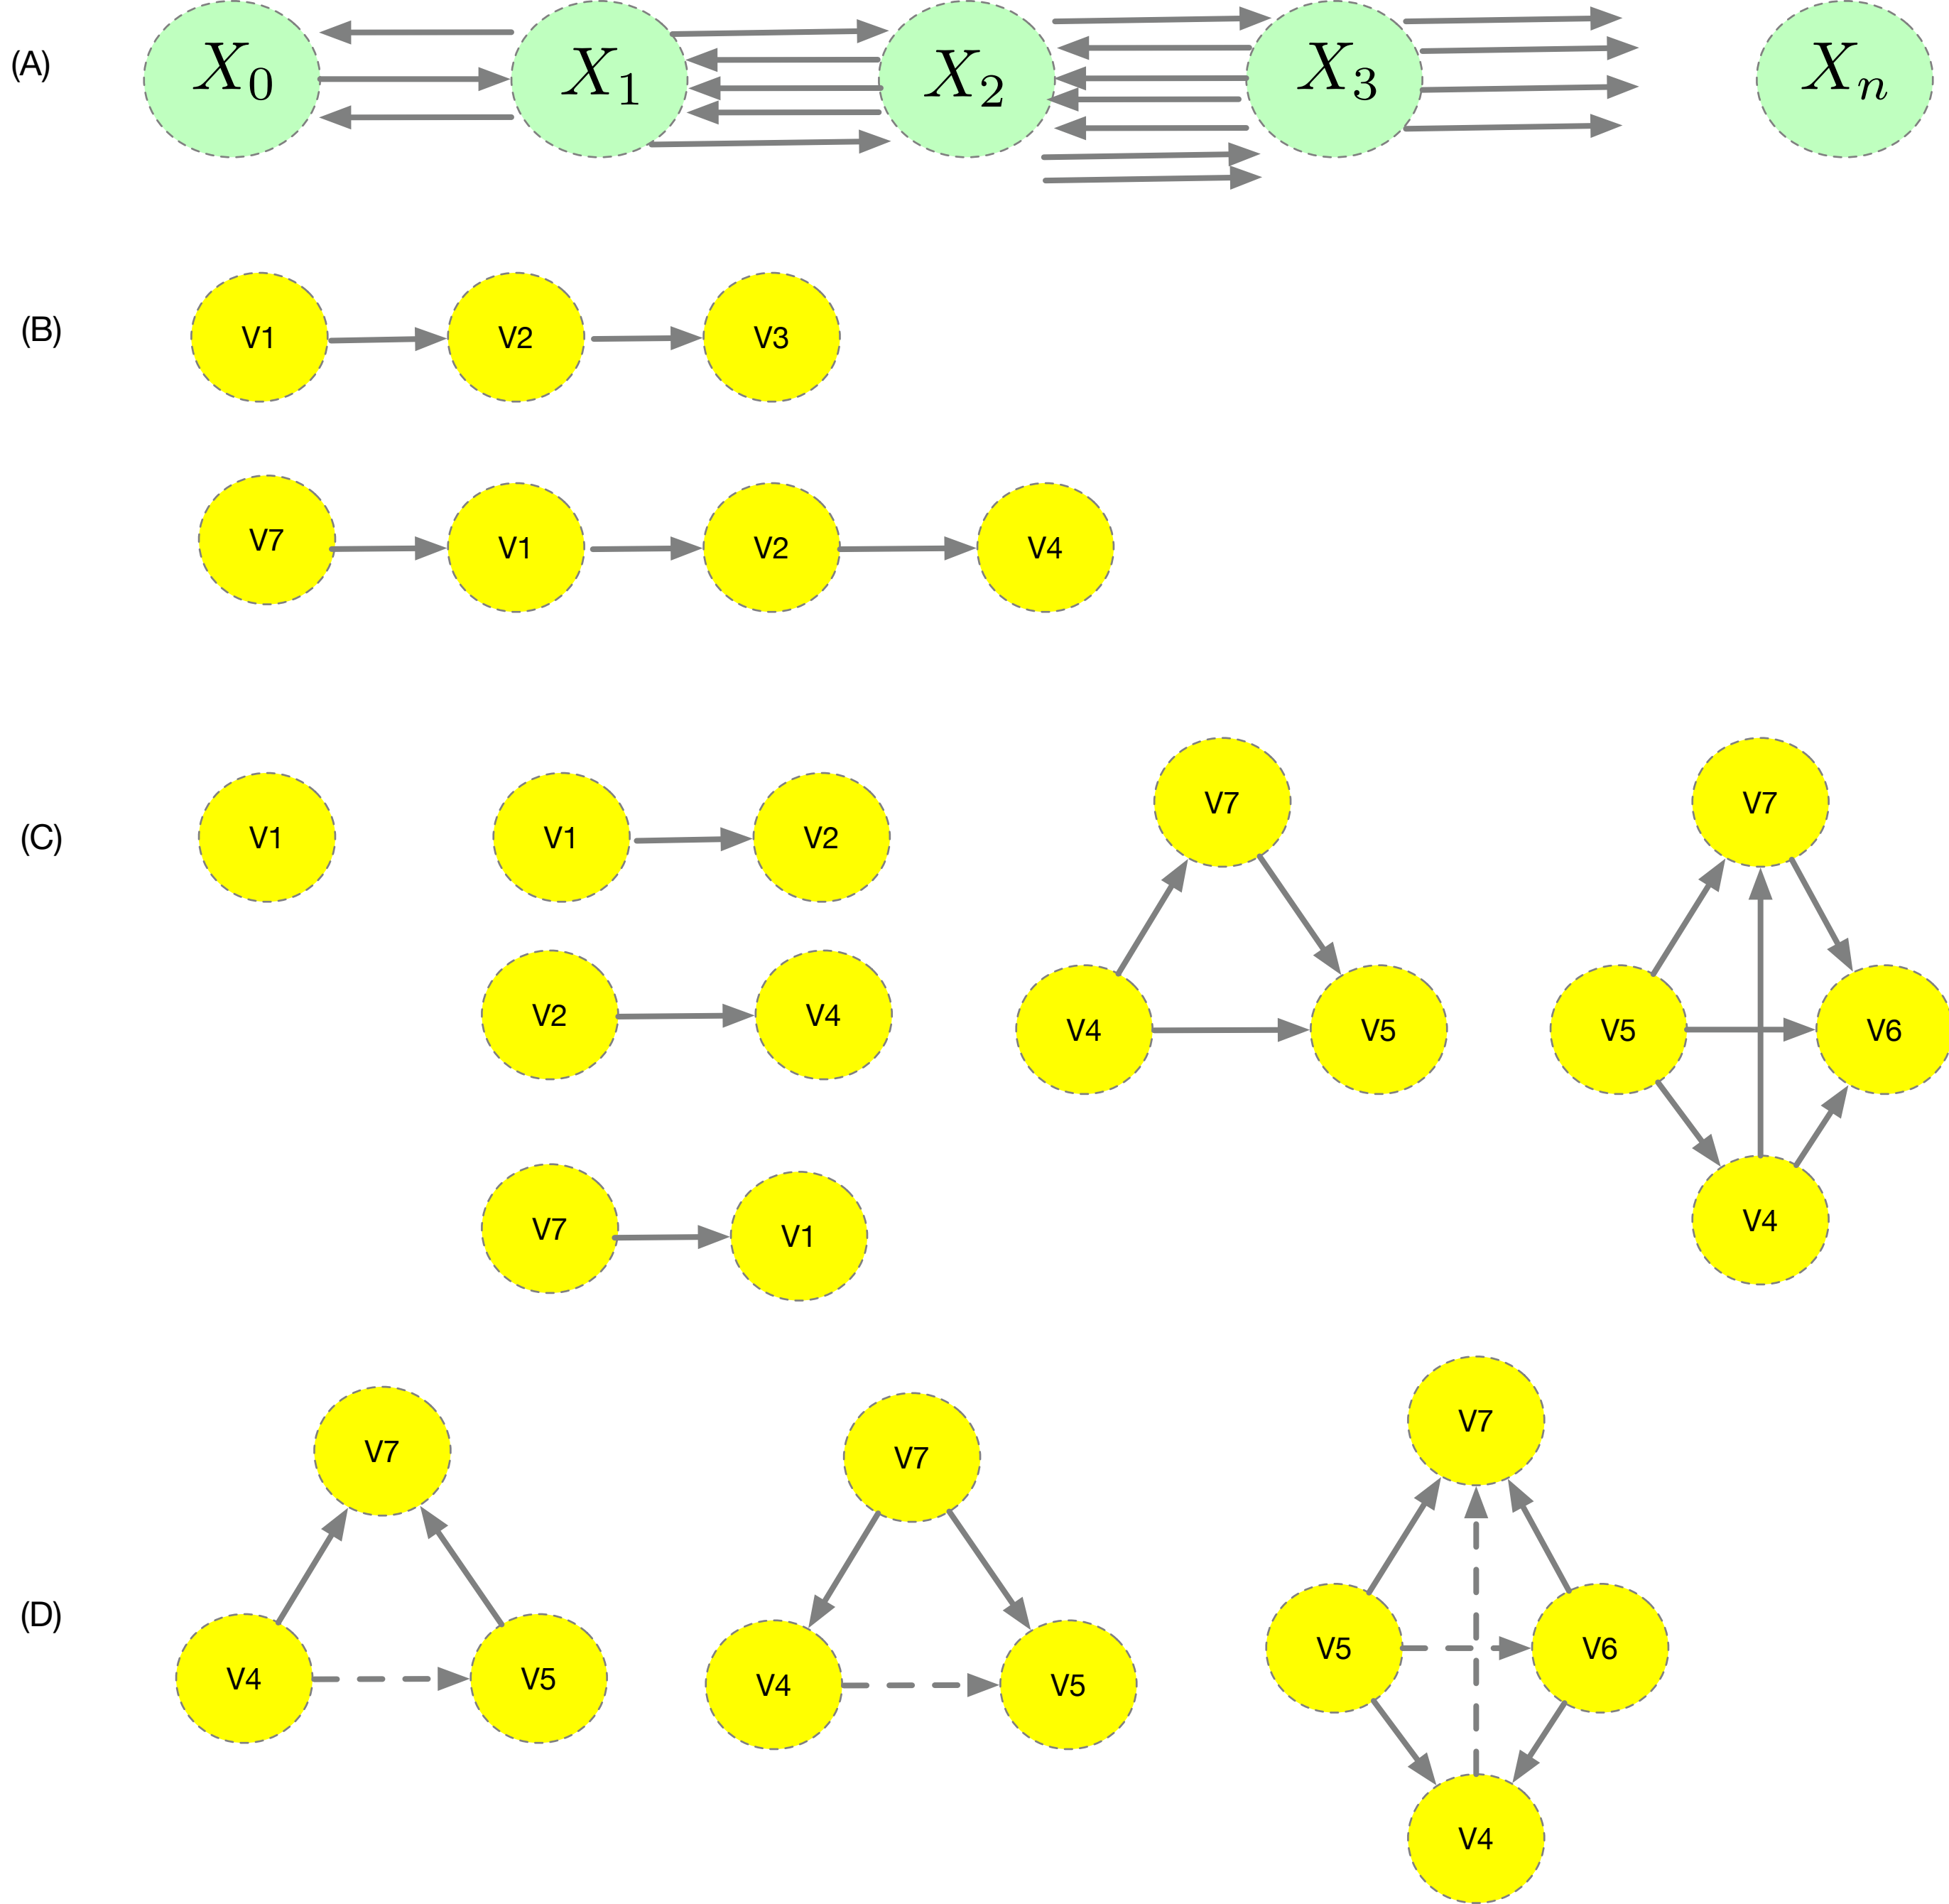 (A) X₀ X₁ X₂ X₃ Xₙ
(B) V1 V2 V3
V7 V1 V2 V4
(C) V1 V1 V2
V2 V4
V7 V1
V7
V4 V5
V7
V5 V6
V4
(D)
V7
V4 V5
V7
V4 V5
V7
V5 V6
V4